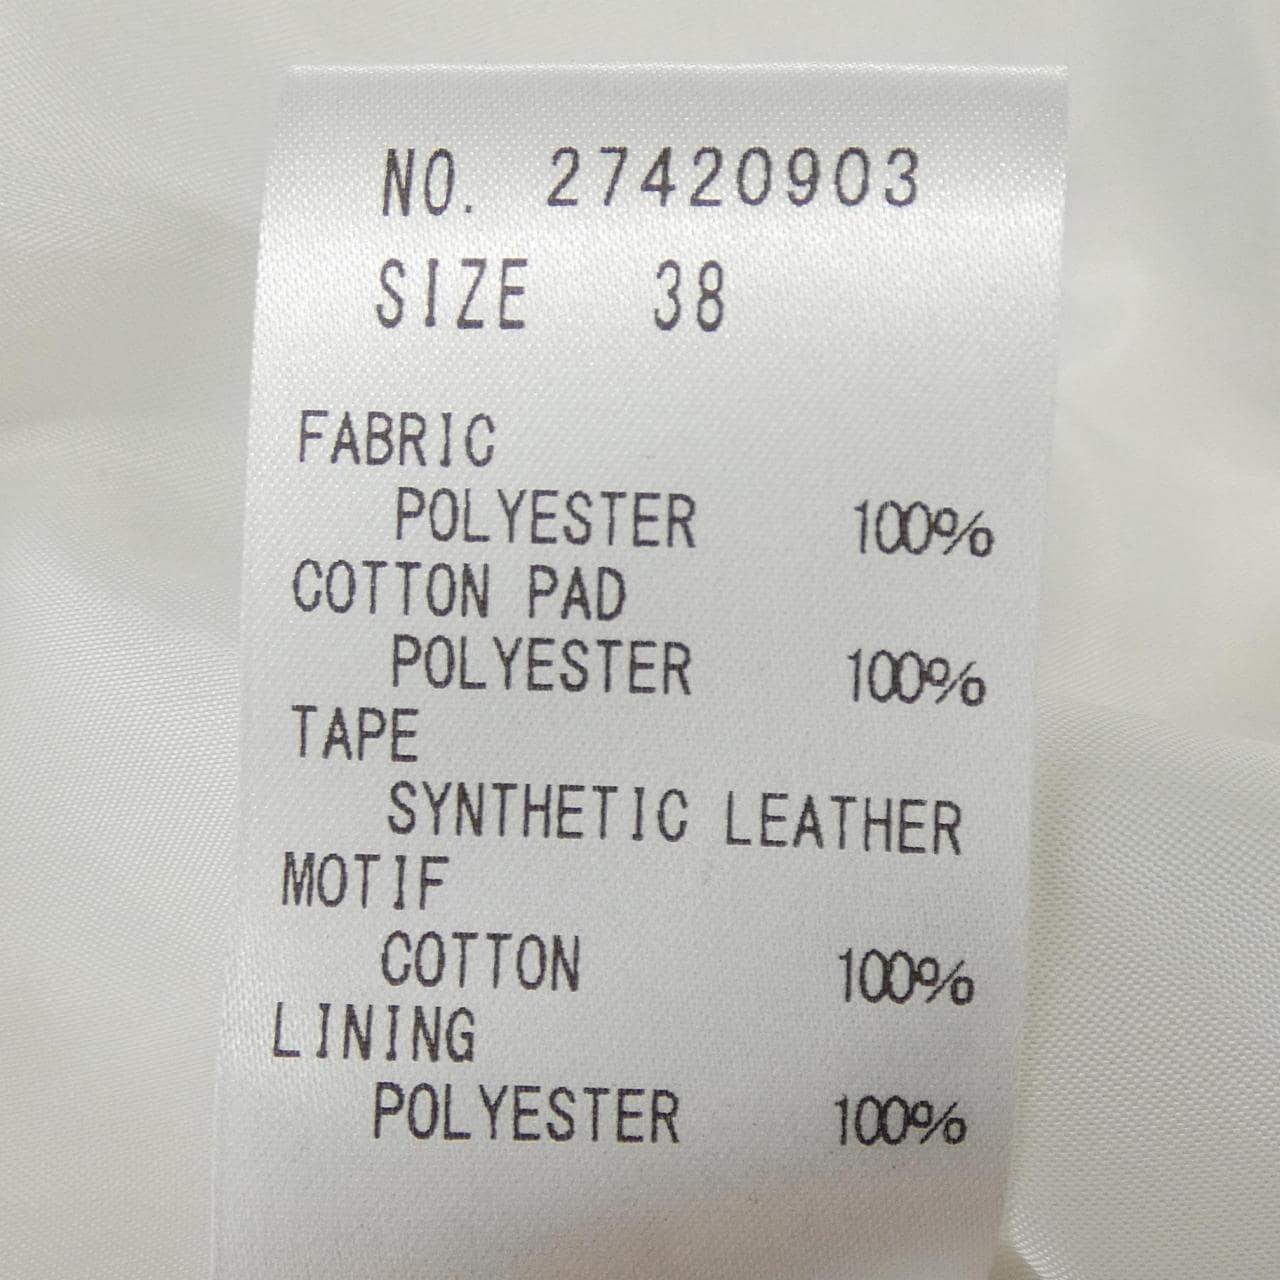 NO. 27420903
SIZE 38
FABRIC
POLYESTER 100%
COTTON PAD
POLYESTER 100%
TAPE
SYNTHETIC LEATHER
MOTIF
COTTON 100%
LINING
POLYESTER 100%